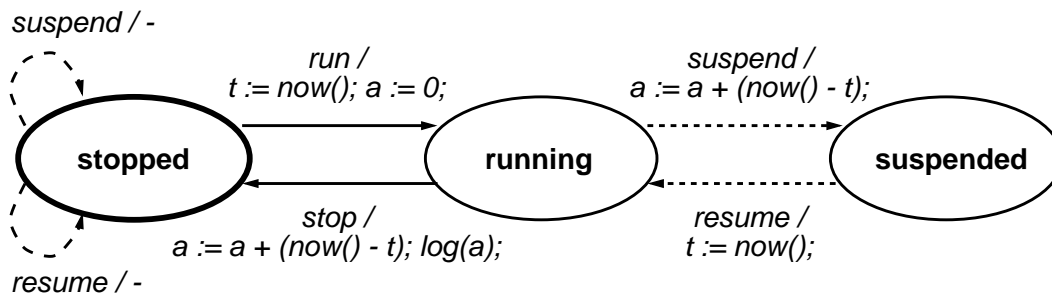 suspend / -
run /
t := now(); a := 0;
suspend /
a := a + (now() - t);
stopped
running
suspended
stop /
a := a + (now() - t); log(a);
resume /
t := now();
resume / -